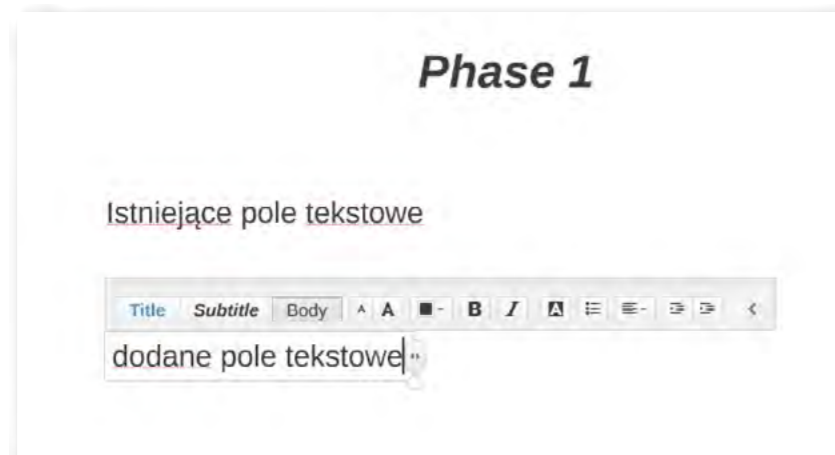 Phase 1
Istniejące pole tekstowe
Title Subtitle Body A A B I A
dodane pole tekstowe